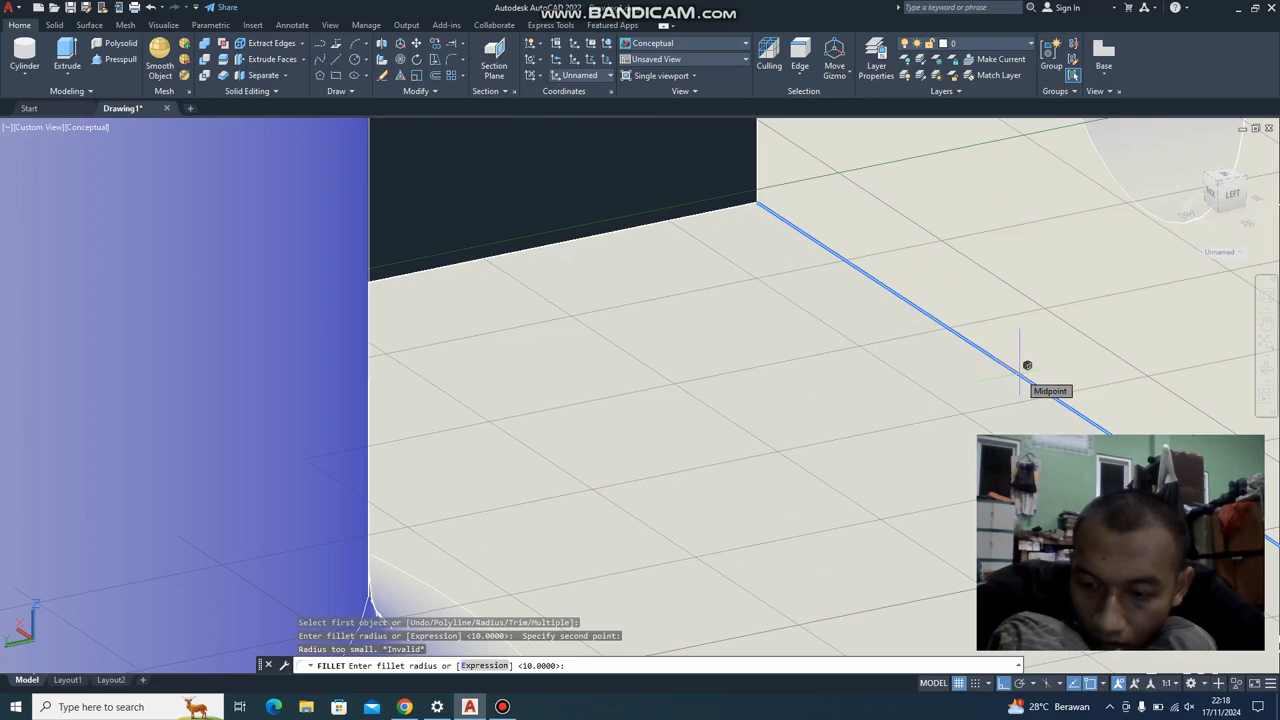 Autodesk AutoCAD 2022
Drawing1.dwg
www.BANDICAM.com
Share
Type a keyword or phrase
Sign In
Home
Solid
Surface
Mesh
Visualize
Parametric
Insert
Annotate
View
Manage
Output
Add-ins
Collaborate
Express Tools
Featured Apps
Cylinder
Extrude
Polysolid
Presspull
Modeling
Smooth
Object
Mesh
Extract Edges
Extrude Faces
Separate
Solid Editing
Draw
Modify
Section
Plane
Section
Unnamed
Coordinates
Conceptual
Unsaved View
Single viewport
View
Culling
Edge
Move
Gizmo
Selection
Layer
Properties
0
Make Current
Match Layer
Layers
Group
Groups
Base
View
Start
Drawing1*
[−][Custom View][Conceptual]
LEFT
Unnamed
Midpoint
Select first object or [Undo/Polyline/Radius/Trim/Multiple]:
Enter fillet radius or [Expression] <10.0000>:  Specify second point:
Radius too small. *Invalid*
FILLET Enter fillet radius or [Expression] <10.0000>:
Z
X
Y
Model
Layout1
Layout2
MODEL
1:1
Type here to search
28°C Berawan
22:18
17/11/2024